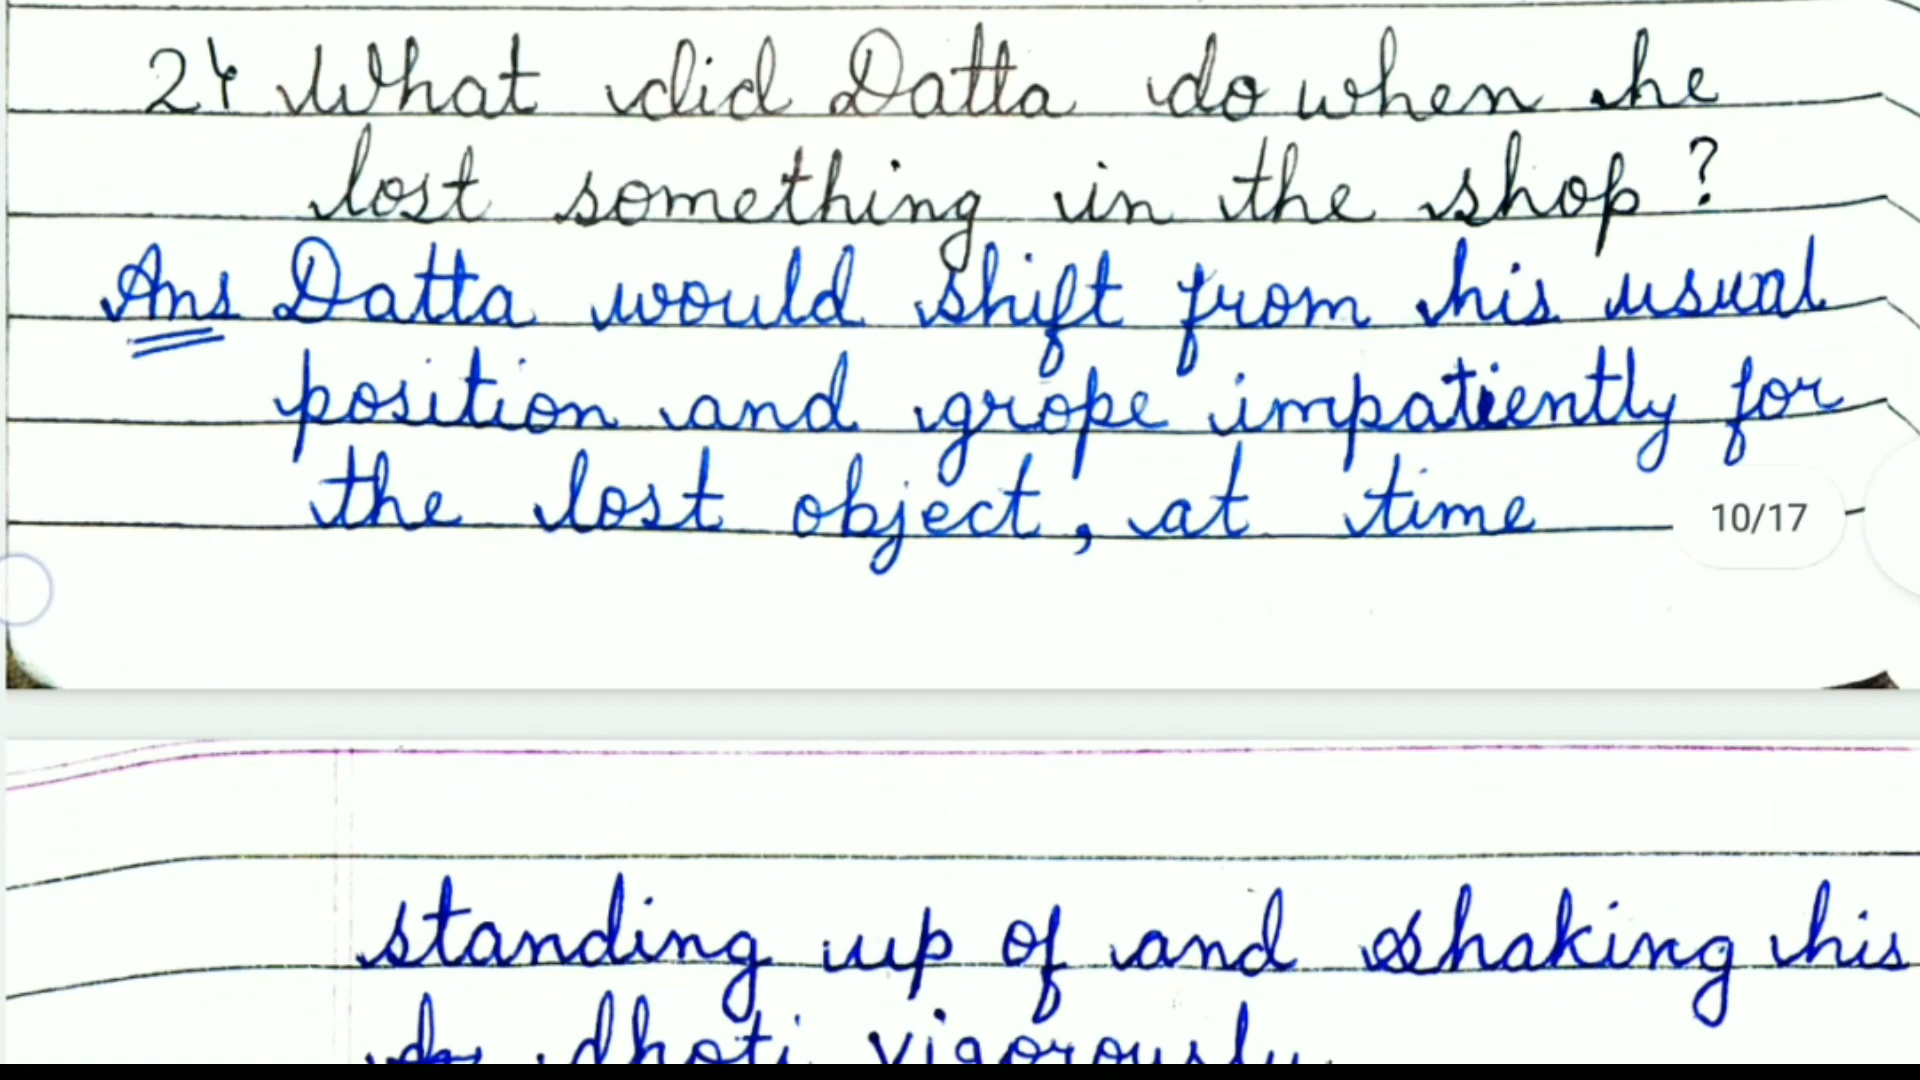 24 What did Datta do when he
lost something in the shop?
Ans Datta would shift from his usual
position and grope impatiently for
the lost object, at time
10/17
standing up of and shaking his
dhoti vigorously.